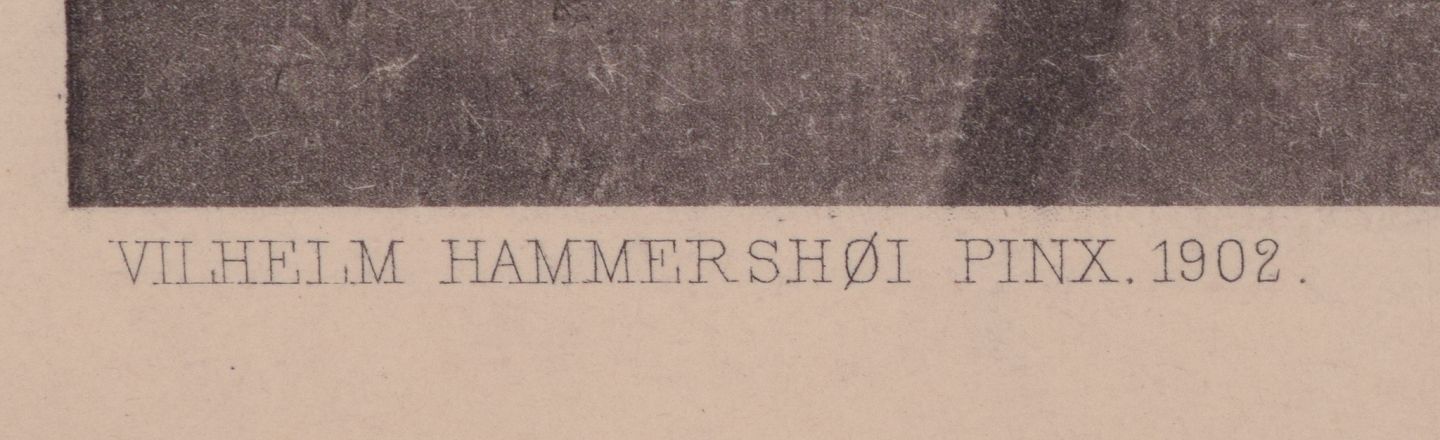 VILHELM HAMMERSHØI PINX. 1902.